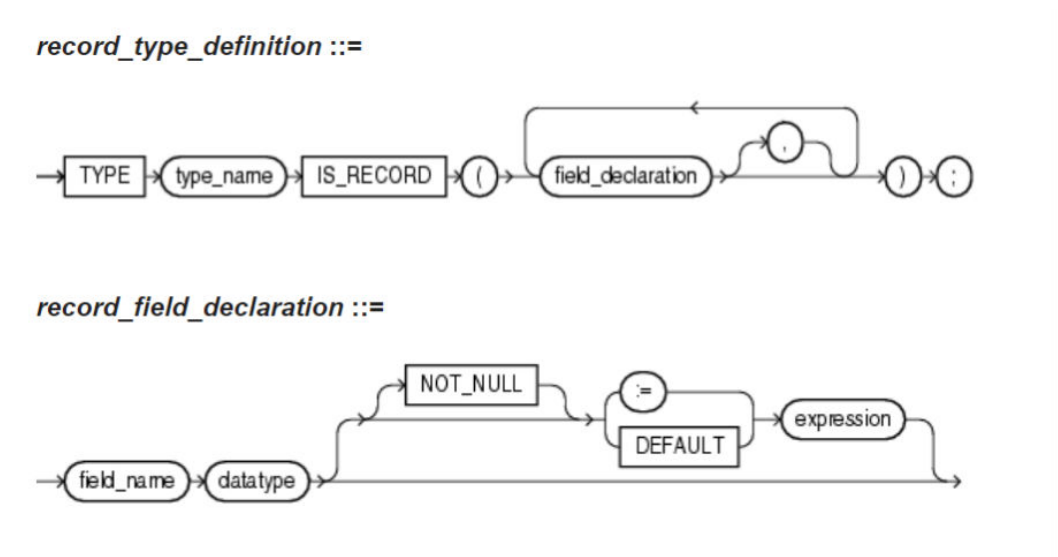 record_type_definition ::=
,
TYPE type_name IS_RECORD ( field_declaration ) ;
record_field_declaration ::=
NOT_NULL :=
expression
DEFAULT
field_name datatype